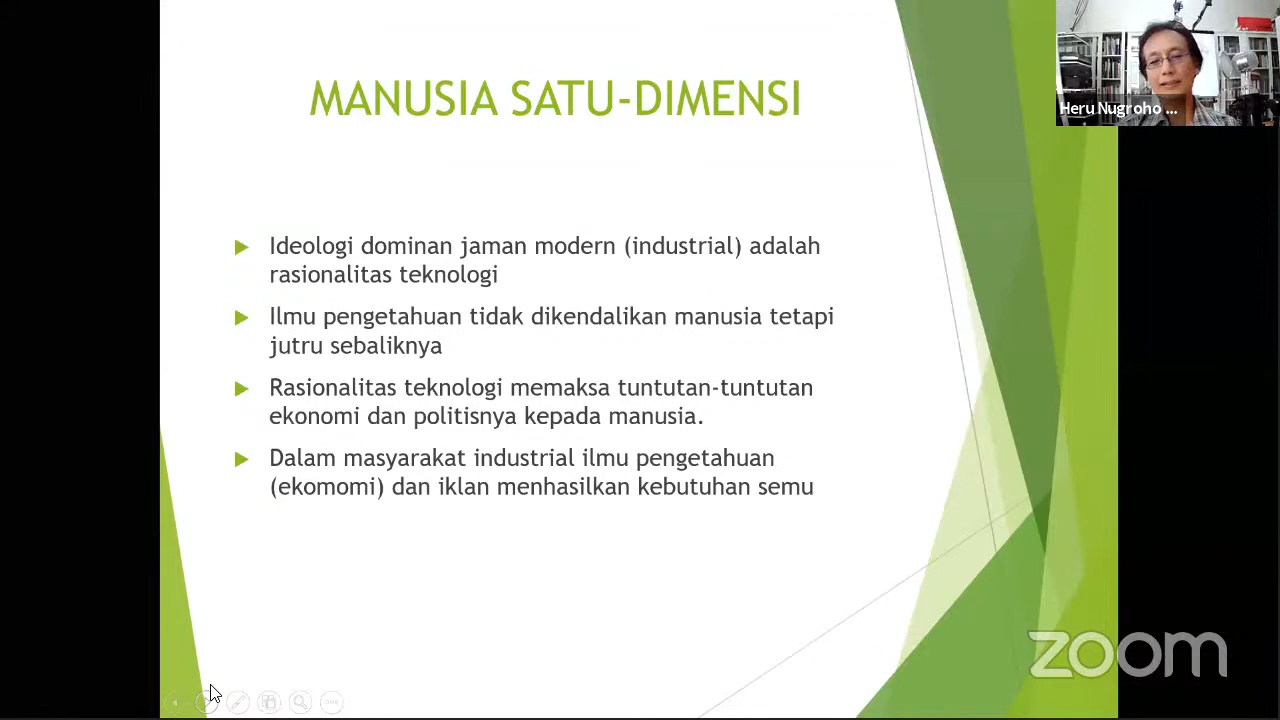 MANUSIA SATU-DIMENSI
Heru Nugroho ...
Ideologi dominan jaman modern (industrial) adalah
rasionalitas teknologi
Ilmu pengetahuan tidak dikendalikan manusia tetapi
jutru sebaliknya
Rasionalitas teknologi memaksa tuntutan-tuntutan
ekonomi dan politisnya kepada manusia.
Dalam masyarakat industrial ilmu pengetahuan
(ekomomi) dan iklan menhasilkan kebutuhan semu
zoom